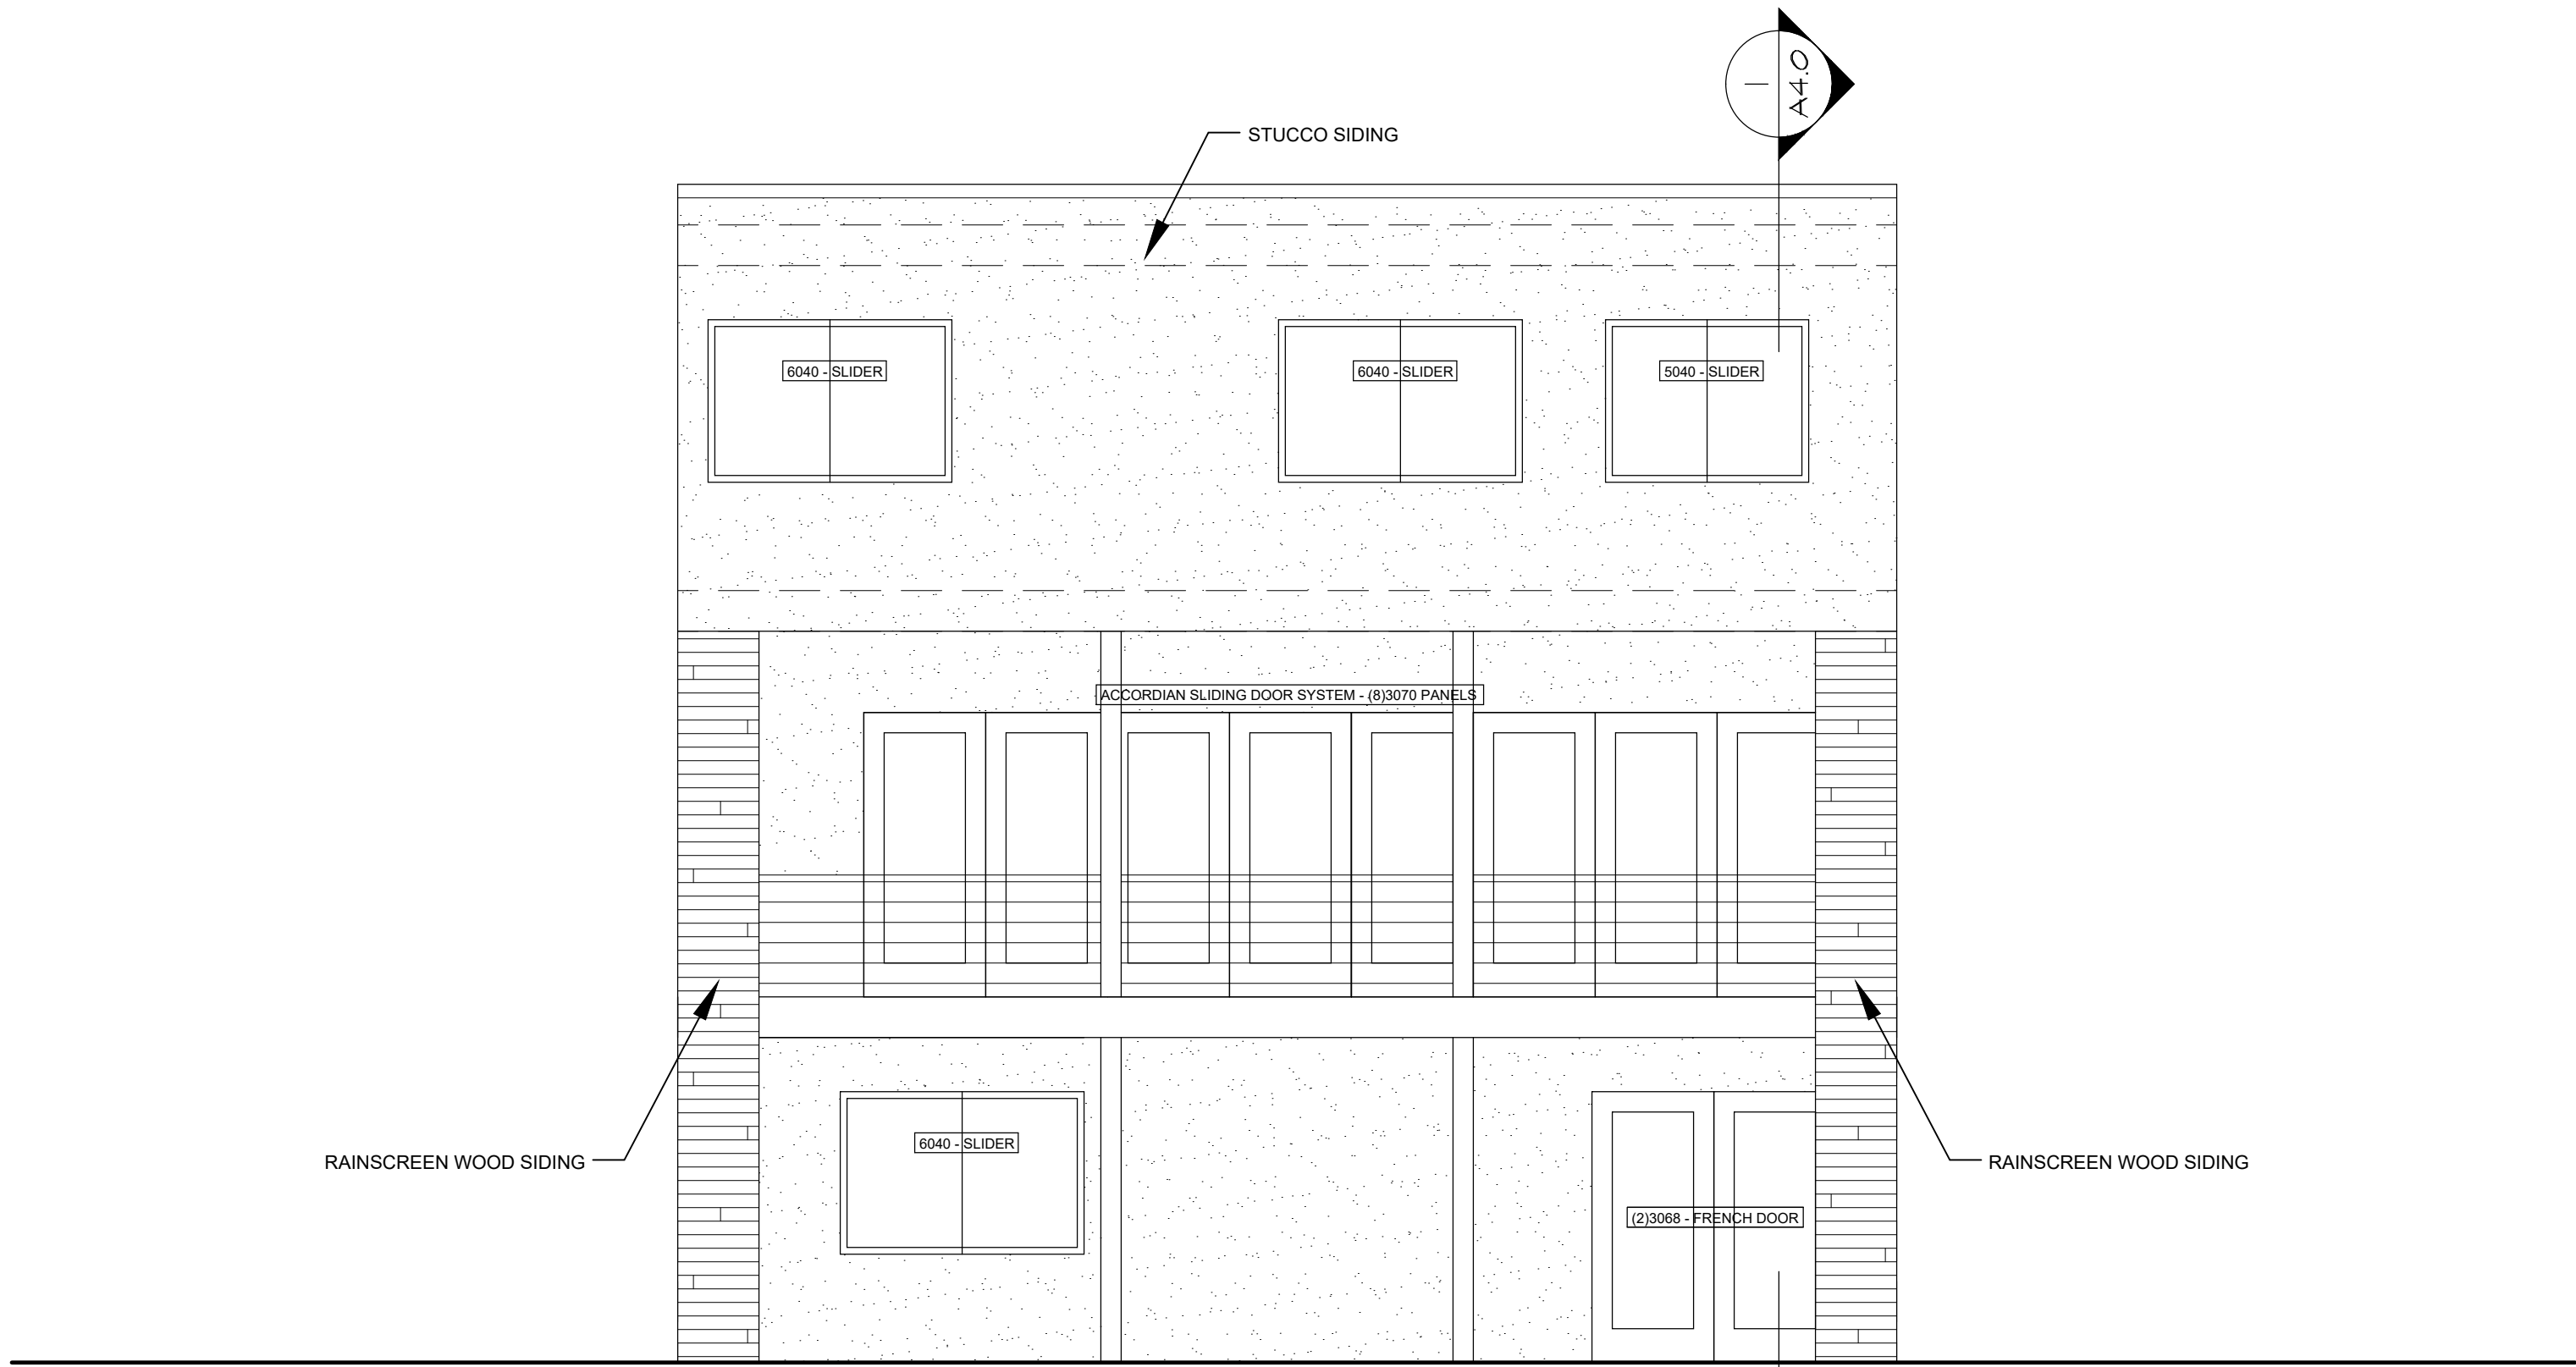 1
A4.0
STUCCO SIDING
6040 - SLIDER
6040 - SLIDER
5040 - SLIDER
ACCORDIAN SLIDING DOOR SYSTEM - (8)3070 PANELS
6040 - SLIDER
RAINSCREEN WOOD SIDING
RAINSCREEN WOOD SIDING
(2)3068 - FRENCH DOOR